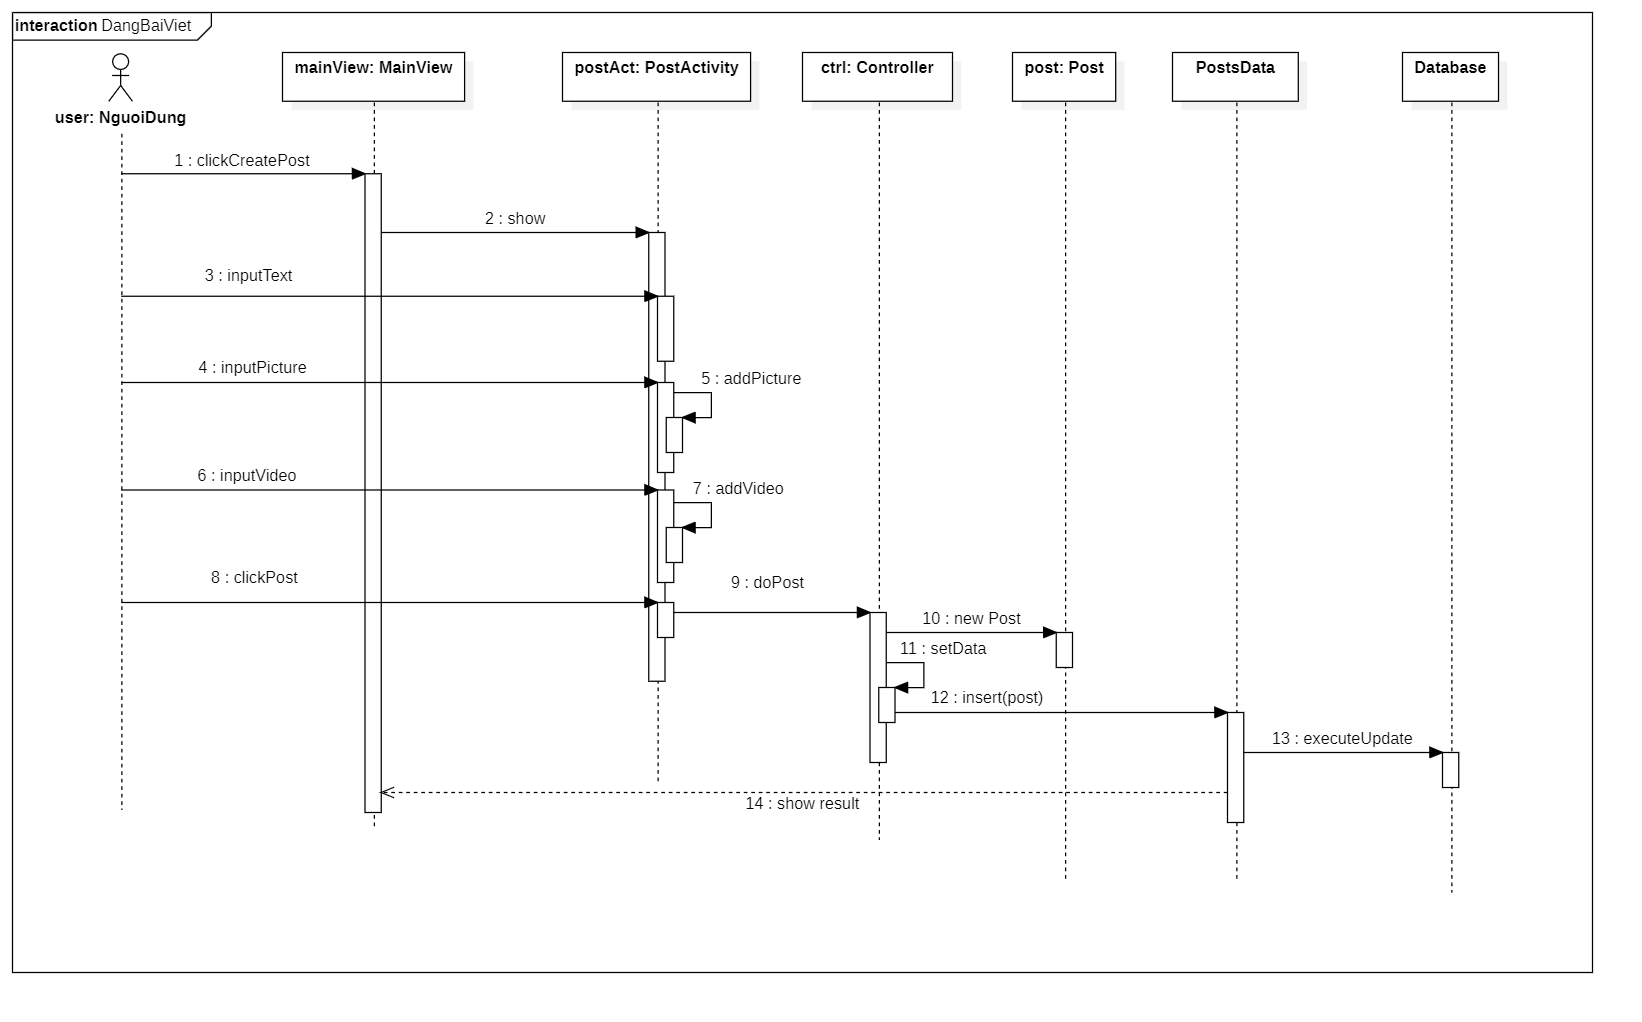 interaction DangBaiViet
user: NguoiDung
mainView: MainView
postAct: PostActivity
ctrl: Controller
post: Post
PostsData
Database
1 : clickCreatePost
2 : show
3 : inputText
4 : inputPicture
5 : addPicture
6 : inputVideo
7 : addVideo
8 : clickPost
9 : doPost
10 : new Post
11 : setData
12 : insert(post)
13 : executeUpdate
14 : show result